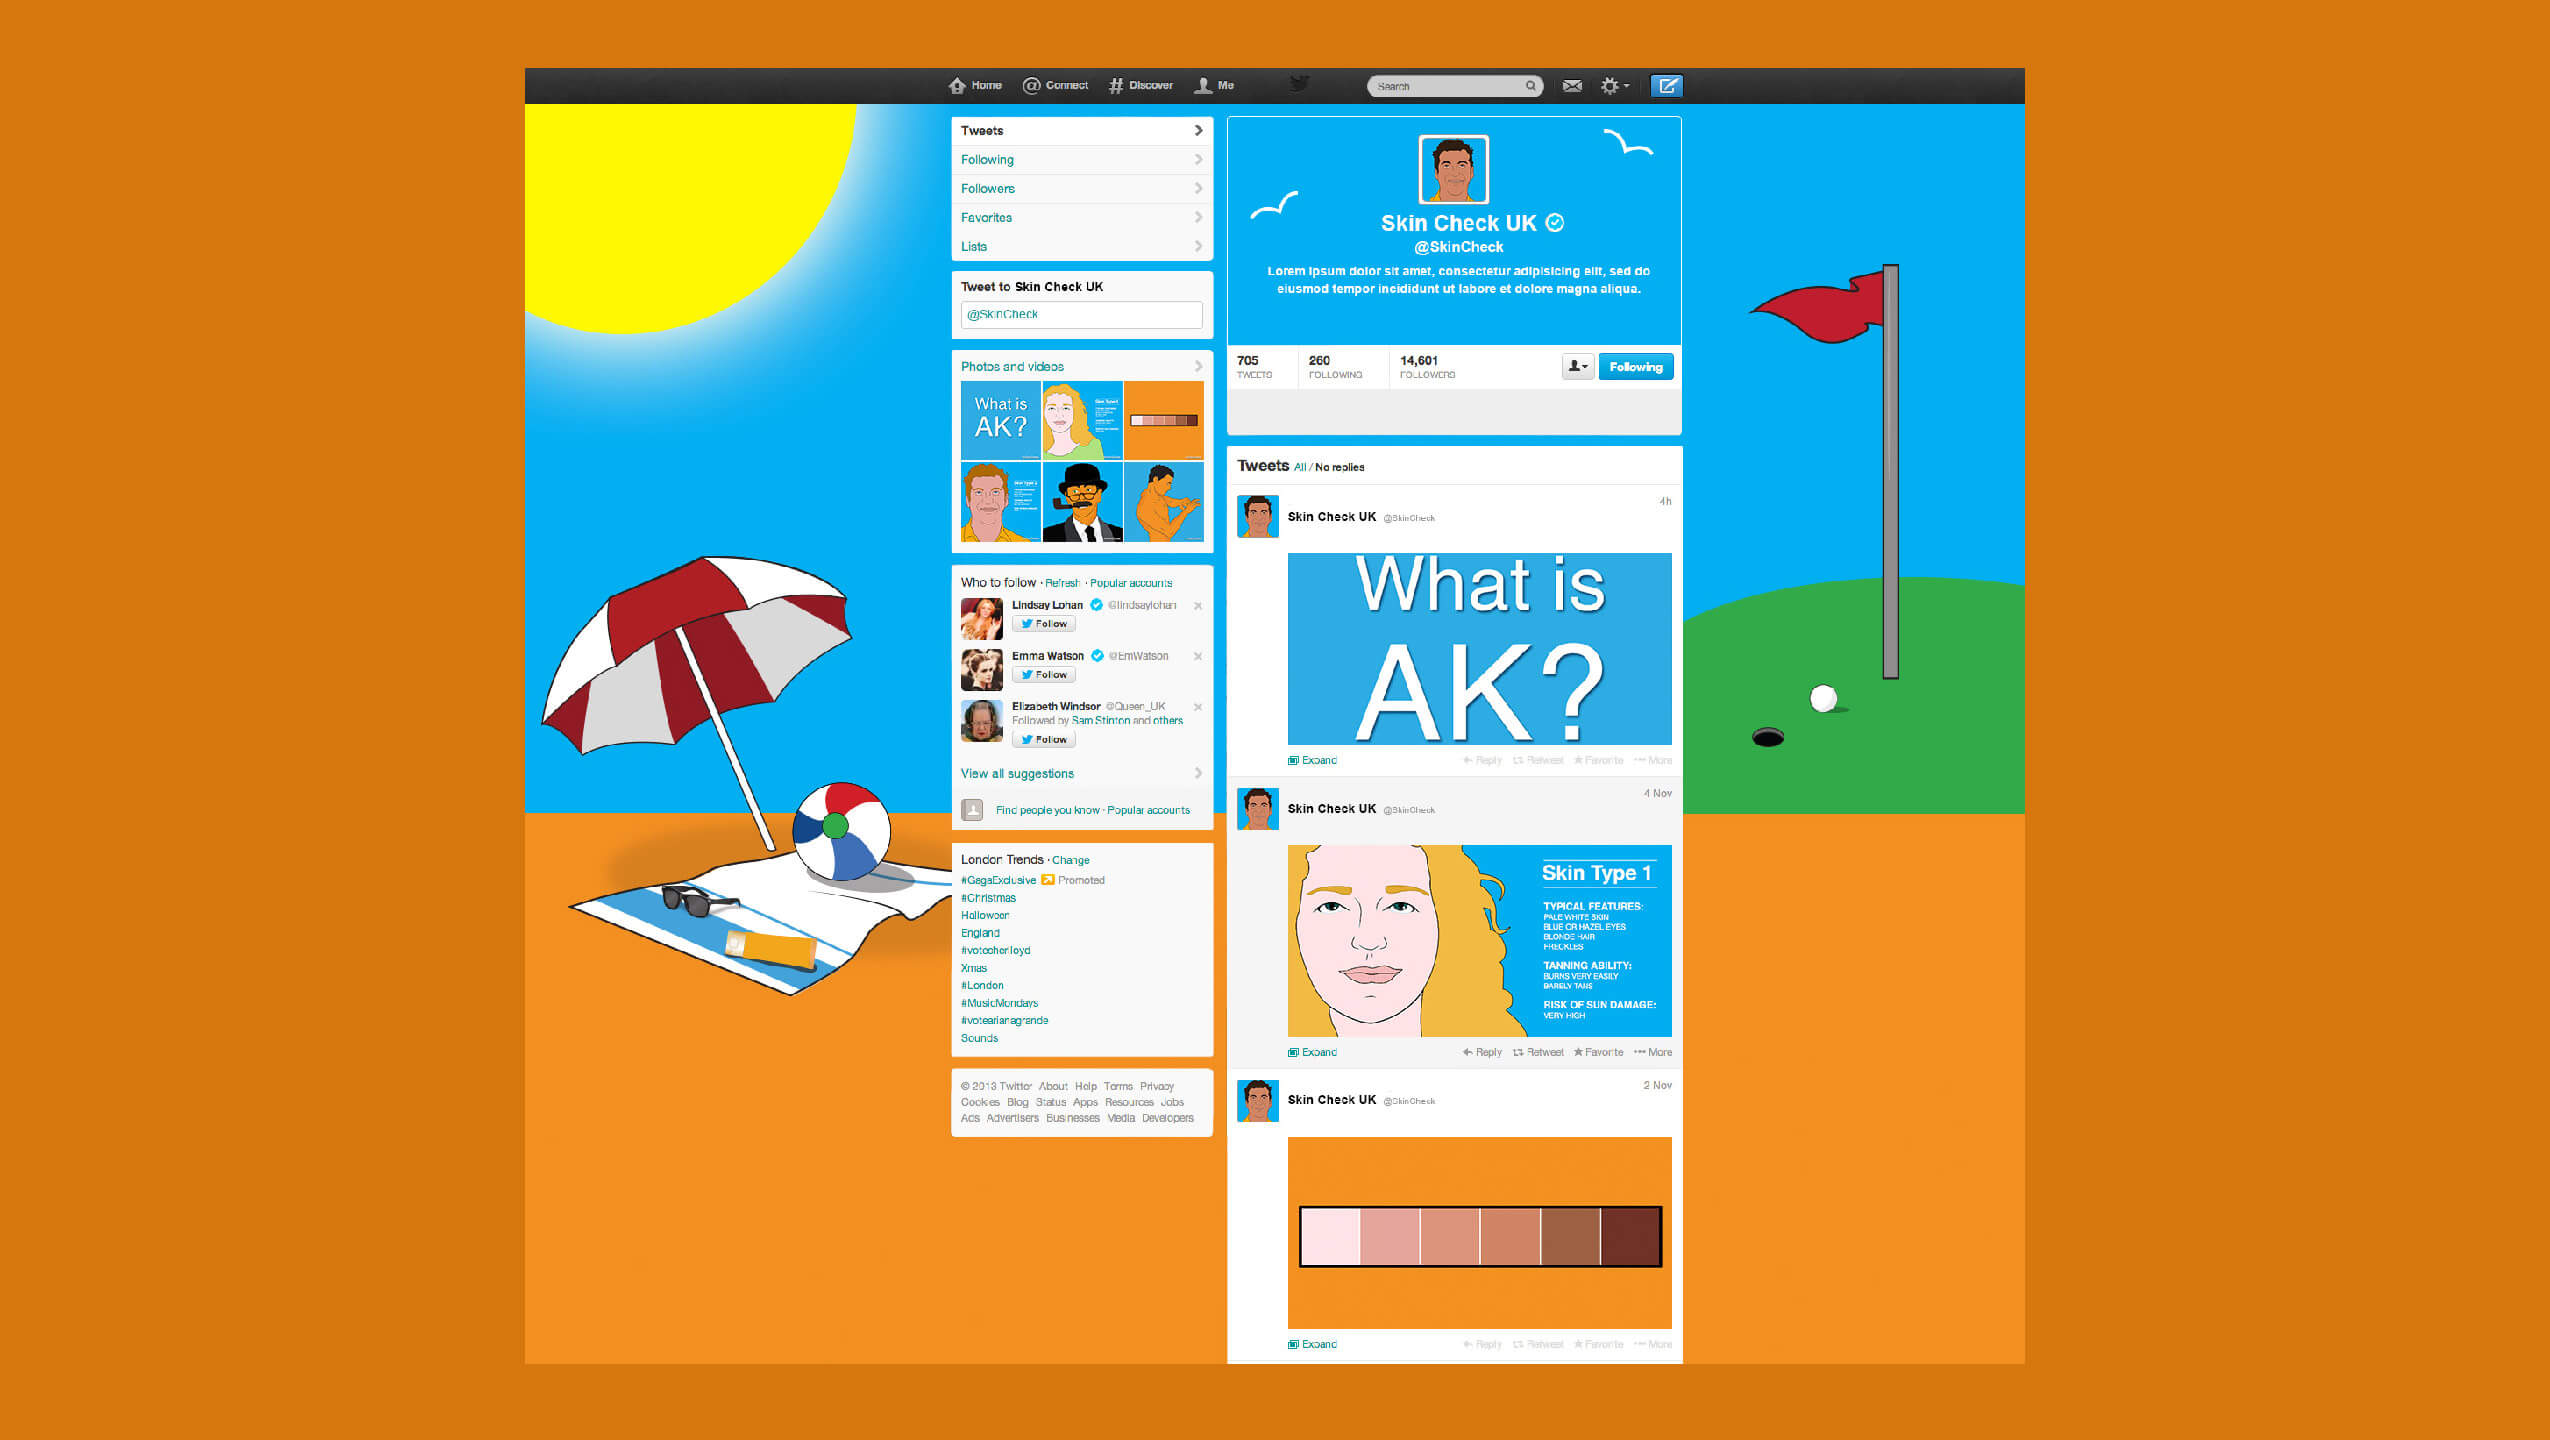 Home @ Connect # Discover Me
Search
Tweets
Following
Followers
Favorites
Lists
Tweet to Skin Check UK
@SkinCheck
Photos and videos
What is
AK?
Skin Type 1
Who to follow · Refresh · Popular accounts
Lindsay Lohan @lindsaylohan
Follow
Emma Watson @EmWatson
Follow
Elizabeth Windsor @Queen_UK
Followed by Sam Stinton and others
Follow
View all suggestions
Find people you know · Popular accounts
London Trends · Change
#GagaExclusive Promoted
#Christmas
Halloween
England
#votecherlloyd
Xmas
#London
#MusicMondays
#votearianagrande
Sounds
© 2013 Twitter About Help Terms Privacy
Cookies Blog Status Apps Resources Jobs
Ads Advertisers Businesses Media Developers
Skin Check UK
@SkinCheck
Lorem ipsum dolor sit amet, consectetur adipisicing elit, sed do
eiusmod tempor incididunt ut labore et dolore magna aliqua.
705 260 14,601
TWEETS FOLLOWING FOLLOWERS
Following
Tweets All / No replies
Skin Check UK @SkinCheck 4h
What is
AK?
Expand Reply Retweet Favorite More
Skin Check UK @SkinCheck 4 Nov
Skin Type 1
TYPICAL FEATURES:
PALE WHITE SKIN
BLUE OR HAZEL EYES
BLONDE HAIR
FRECKLES
TANNING ABILITY:
BURNS VERY EASILY
BARELY TANS
RISK OF SUN DAMAGE:
VERY HIGH
Expand Reply Retweet Favorite More
Skin Check UK @SkinCheck 2 Nov
Expand Reply Retweet Favorite More